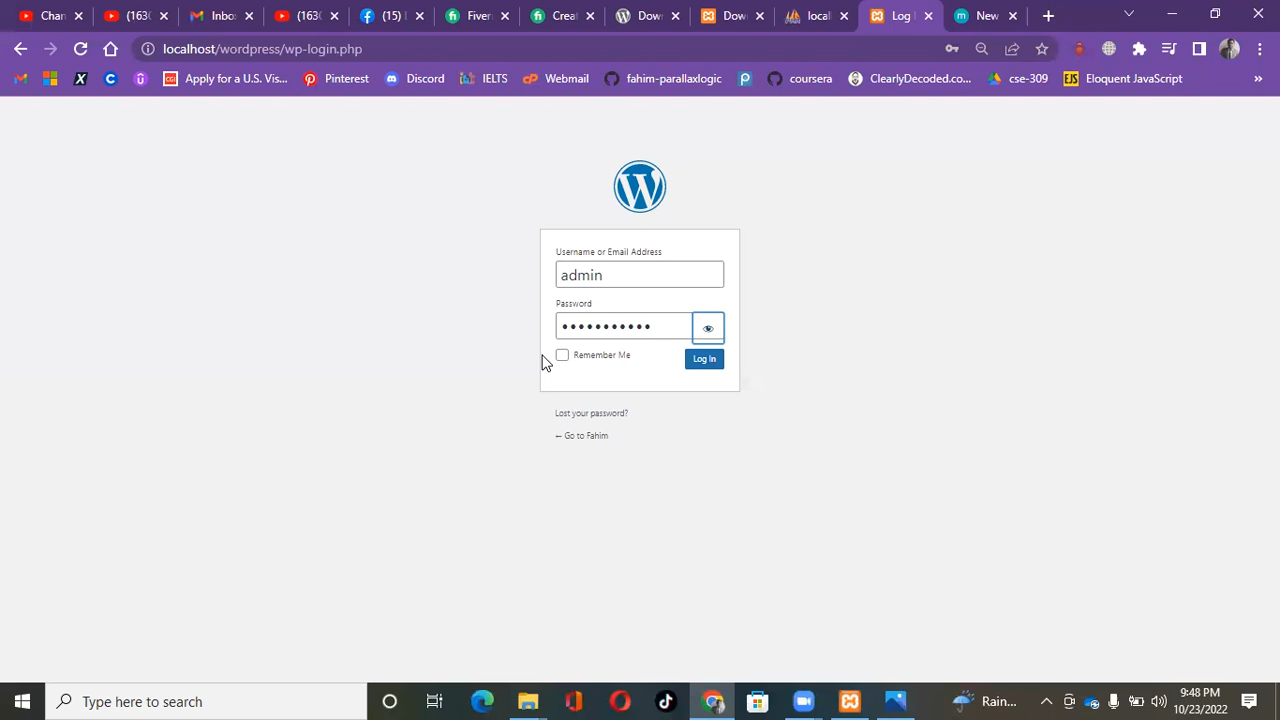 Chan
(163(
Inbo
(163(
(15) I
Fiver
Creat
Dow
Dow
local
Log I
New
localhost/wordpress/wp-login.php
Apply for a U.S. Vis...
Pinterest
Discord
IELTS
Webmail
fahim-parallaxlogic
coursera
ClearlyDecoded.co...
cse-309
EJS
Eloquent JavaScript
»
Username or Email Address
admin
Password
•••••••••••
Remember Me
Log In
Lost your password?
← Go to Fahim
Type here to search
Rain...
9:48 PM
10/23/2022